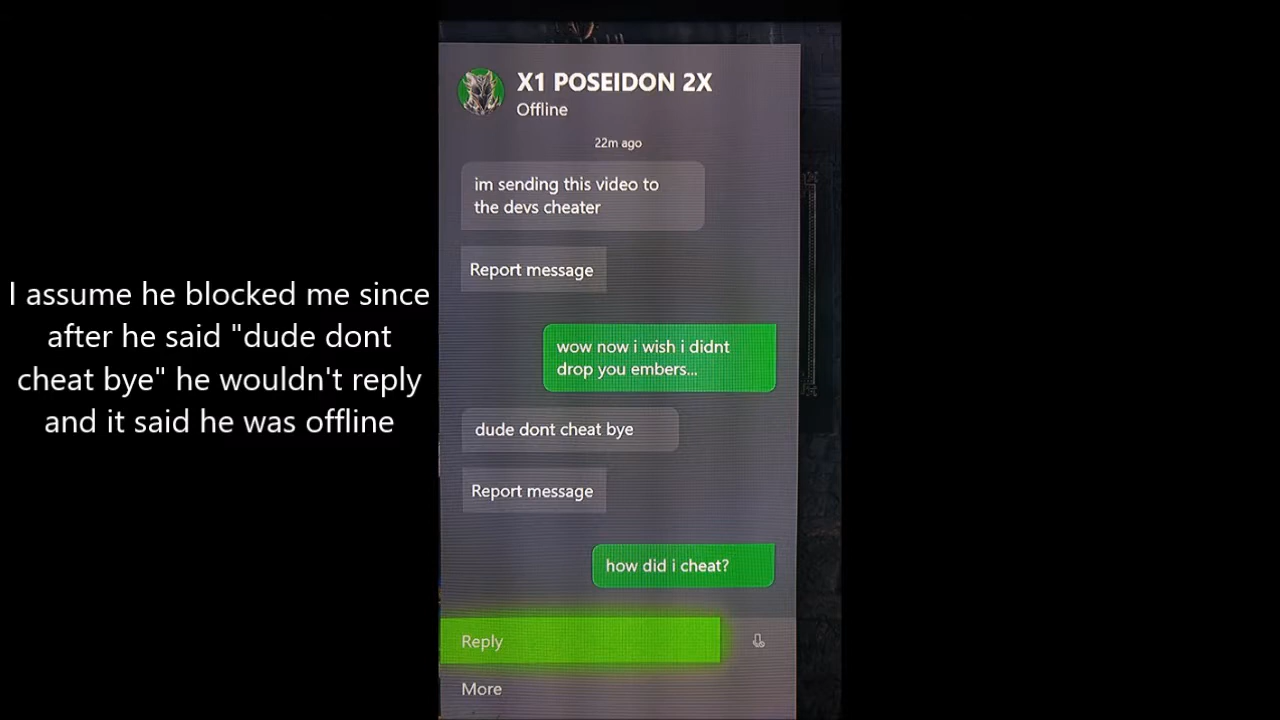 I assume he blocked me since
after he said "dude dont
cheat bye" he wouldn't reply
and it said he was offline
X1 POSEIDON 2X
Offline
22m ago
im sending this video to
the devs cheater
Report message
wow now i wish i didnt
drop you embers...
dude dont cheat bye
Report message
how did i cheat?
Reply
More